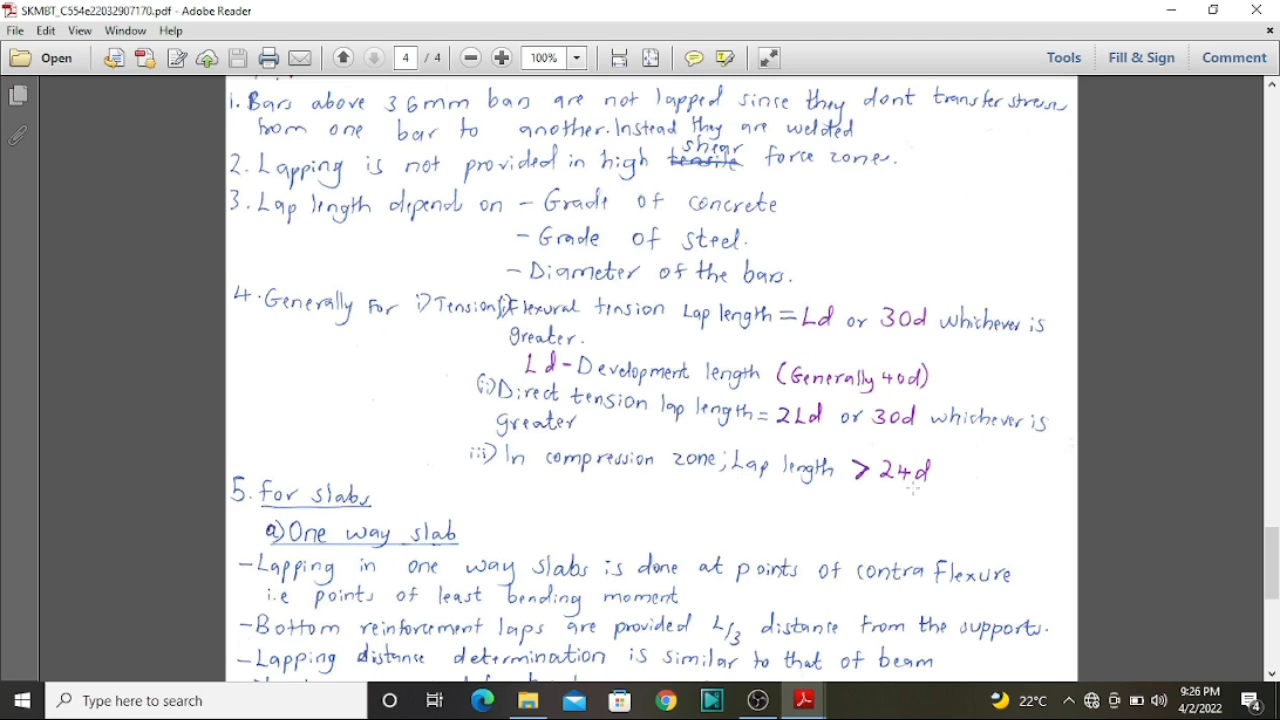 SKMBT_C554e22032907170.pdf - Adobe Reader
File Edit View Window Help
Open 4 / 4 100% Tools Fill & Sign Comment
1. Bars above 36mm ban are not lapped since they dont transfer stresses
from one bar to another. Instead they are welded
2. Lapping is not provided in high tensile shear force zone.
3. Lap length depend on - Grade of concrete
- Grade of steel.
- Diameter of the bars.
4. Generally For i) Tension i) Flexural tension Lap length = Ld or 30d whichever is
greater.
Ld - Development length (Generally 40d)
(ii) Direct tension lap length = 2Ld or 30d whichever is
greater
iii) In compression zone; Lap length > 24d
5. For slabs
a) One way slab
- Lapping in one way slabs is done at points of contra flexure
i.e points of least bending moment
- Bottom reinforcement laps are provided L/3 distance from the supports.
- Lapping distance determination is similar to that of beam
Type here to search 22°C 9:26 PM
4/2/2022 4